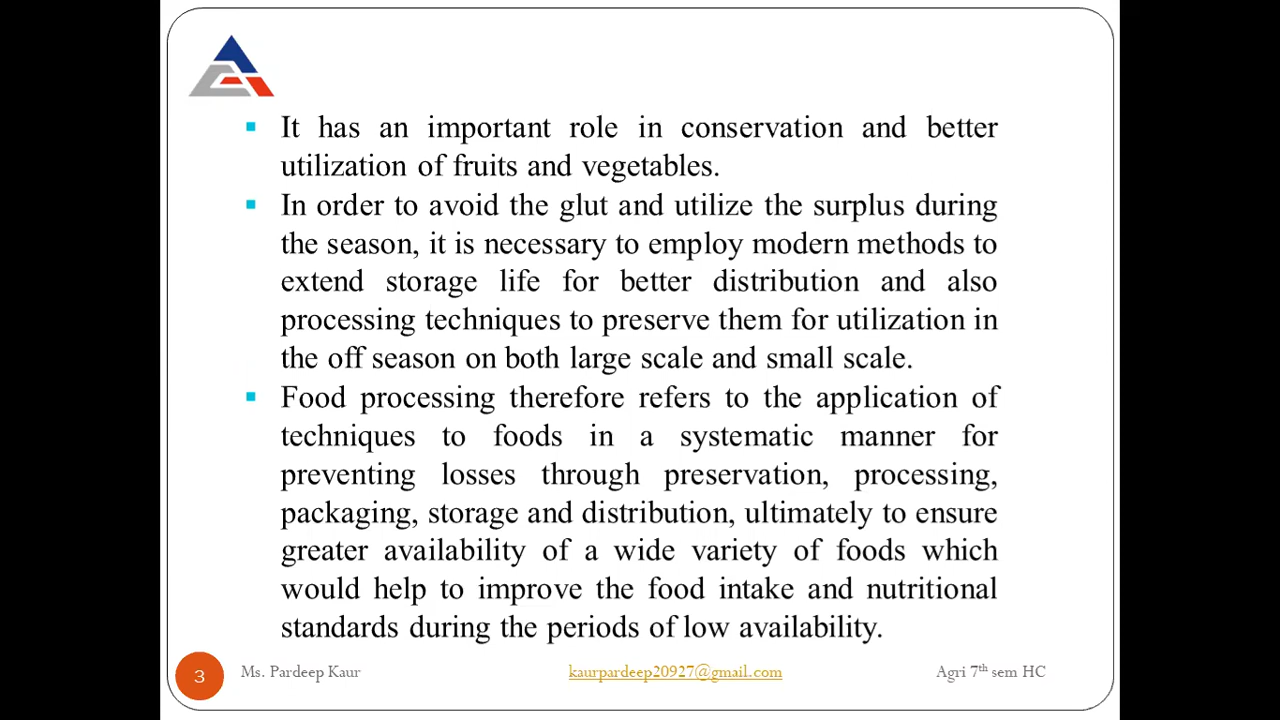 ▪ It has an important role in conservation and better
utilization of fruits and vegetables.
▪ In order to avoid the glut and utilize the surplus during
the season, it is necessary to employ modern methods to
extend storage life for better distribution and also
processing techniques to preserve them for utilization in
the off season on both large scale and small scale.
▪ Food processing therefore refers to the application of
techniques to foods in a systematic manner for
preventing losses through preservation, processing,
packaging, storage and distribution, ultimately to ensure
greater availability of a wide variety of foods which
would help to improve the food intake and nutritional
standards during the periods of low availability.
3 Ms. Pardeep Kaur kaurpardeep20927@gmail.com Agri 7th sem HC